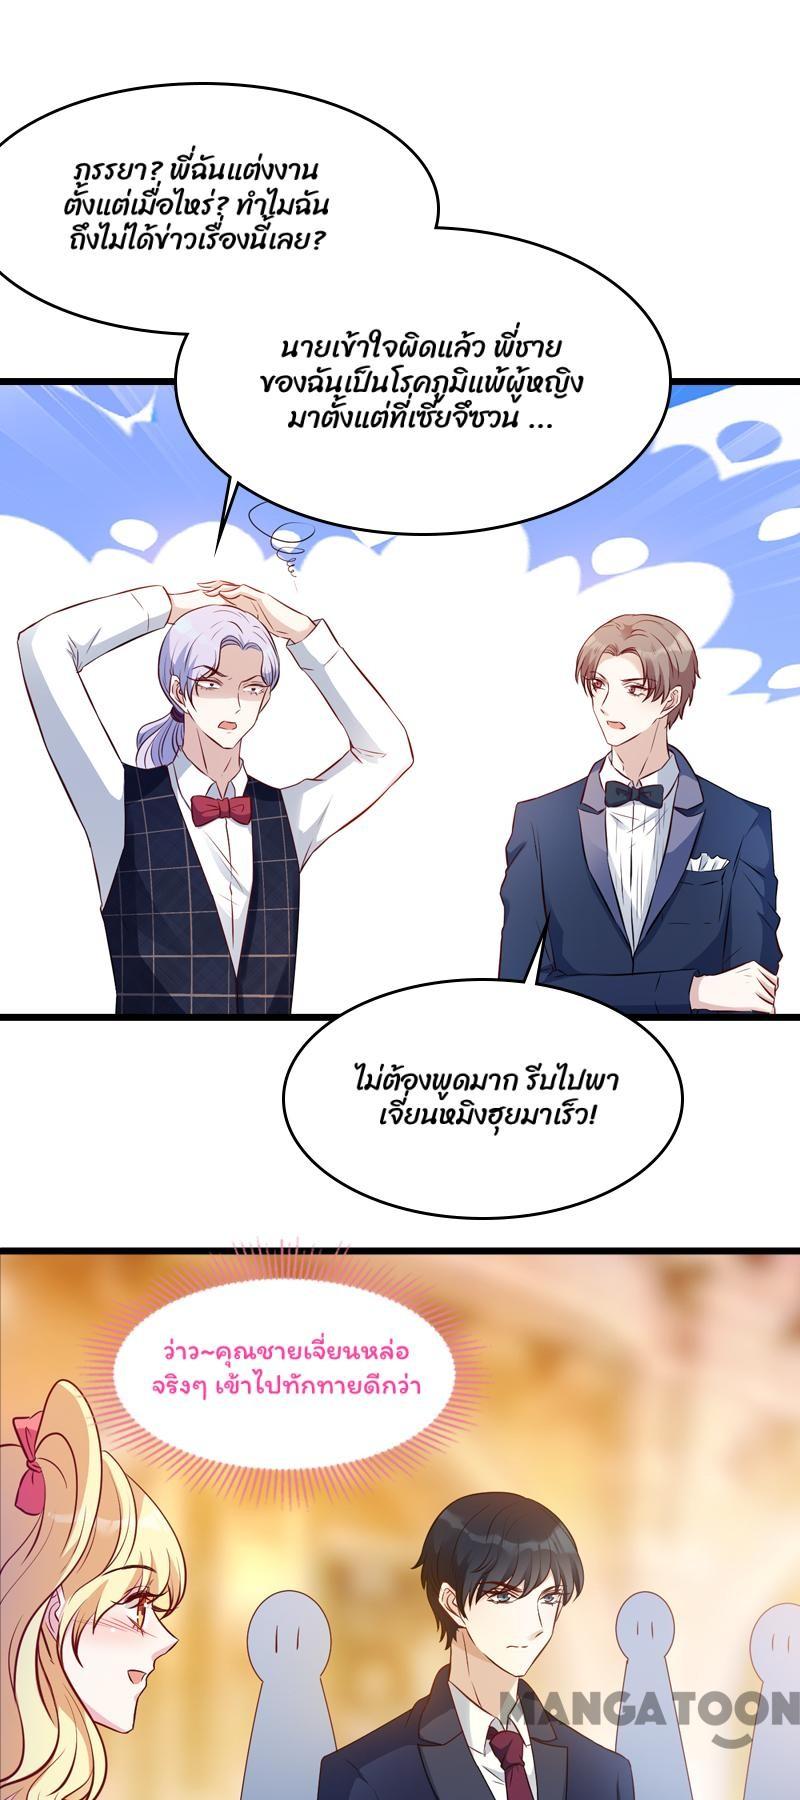 ภรรยา? พี่ฉันแต่งงาน
ตั้งแต่เมื่อไหร่? ทำไมฉัน
ถึงไม่ได้ข่าวเรื่องนี้เลย?
นายเข้าใจผิดแล้ว พี่ชาย
ของฉันเป็นโรคภูมิแพ้ผู้หญิง
มาตั้งแต่ที่เซี่ยจึซวน ...
ไม่ต้องพูดมาก รีบไปพา
เจี่ยนหมิงฮุยมาเร็ว!
ว่าว~คุณชายเจี่ยนหล่อ
จริงๆ เข้าไปทักทายดีกว่า
MANGATOON